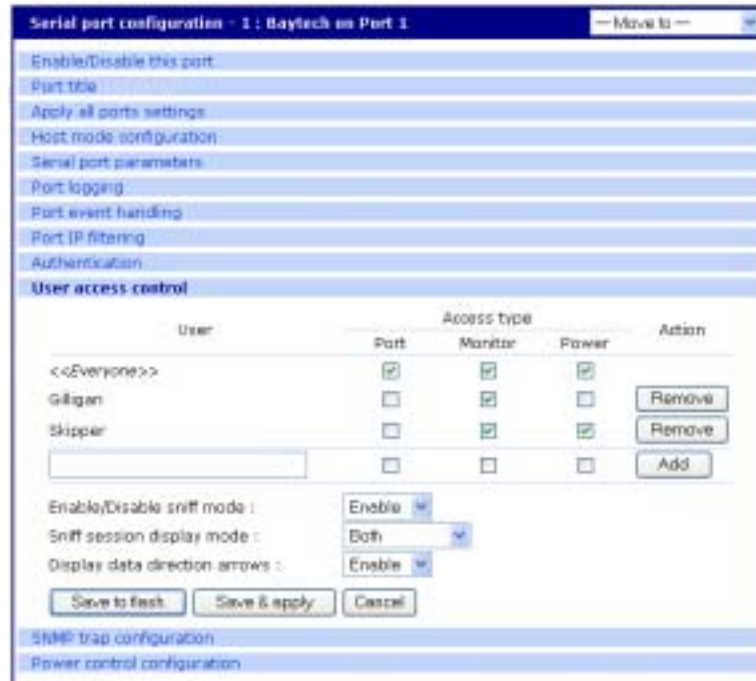 Serial port configuration - 1 : Baytech on Port 1
--- Move to ---
Enable/Disable this port
Port title
Apply all ports settings
Host mode configuration
Serial port parameters
Port logging
Port event handling
Port IP filtering
Authentication
User access control
User Access type Action
Port Monitor Power
<<Everyone>>
Gilligan Remove
Skipper Remove
Add
Enable/Disable sniff mode : Enable
Sniff session display mode : Both
Display data direction arrows : Enable
Save to flash Save & apply Cancel
SNMP trap configuration
Power control configuration